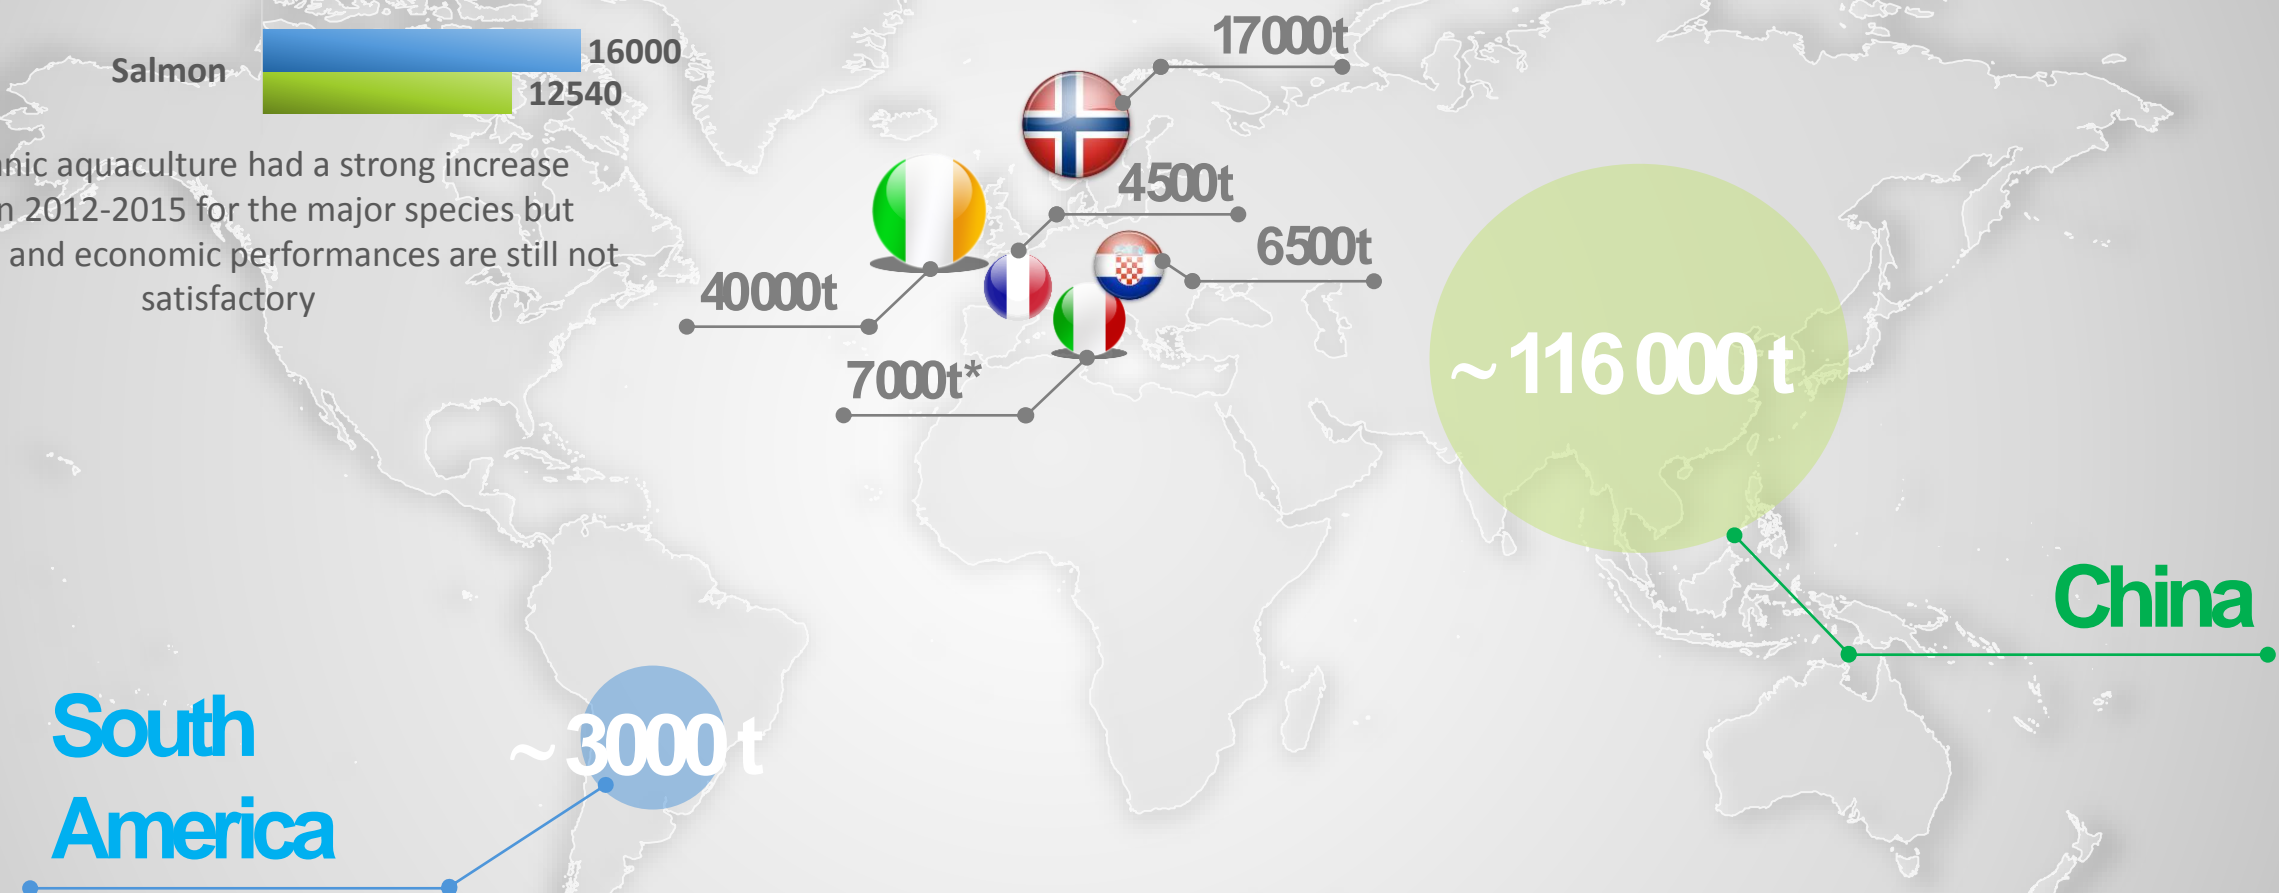 Salmon
16000
12540
nic aquaculture had a strong increase
n 2012-2015 for the major species but
and economic performances are still not
satisfactory
17000t
4500t
6500t
40000t
7000t*
~116 000 t
China
South
America
~3000 t